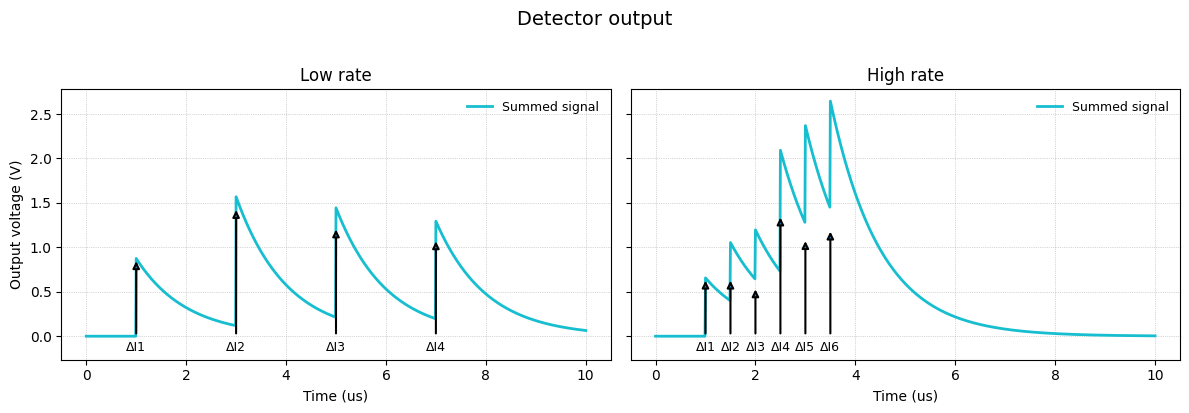 Detector output
Low rate
Summed signal
Output voltage (V)
2.5
2.0
1.5
1.0
0.5
0.0
ΔI1 ΔI2 ΔI3 ΔI4
0 2 4 6 8 10
Time (us)
High rate
Summed signal
ΔI1 ΔI2 ΔI3 ΔI4 ΔI5 ΔI6
0 2 4 6 8 10
Time (us)